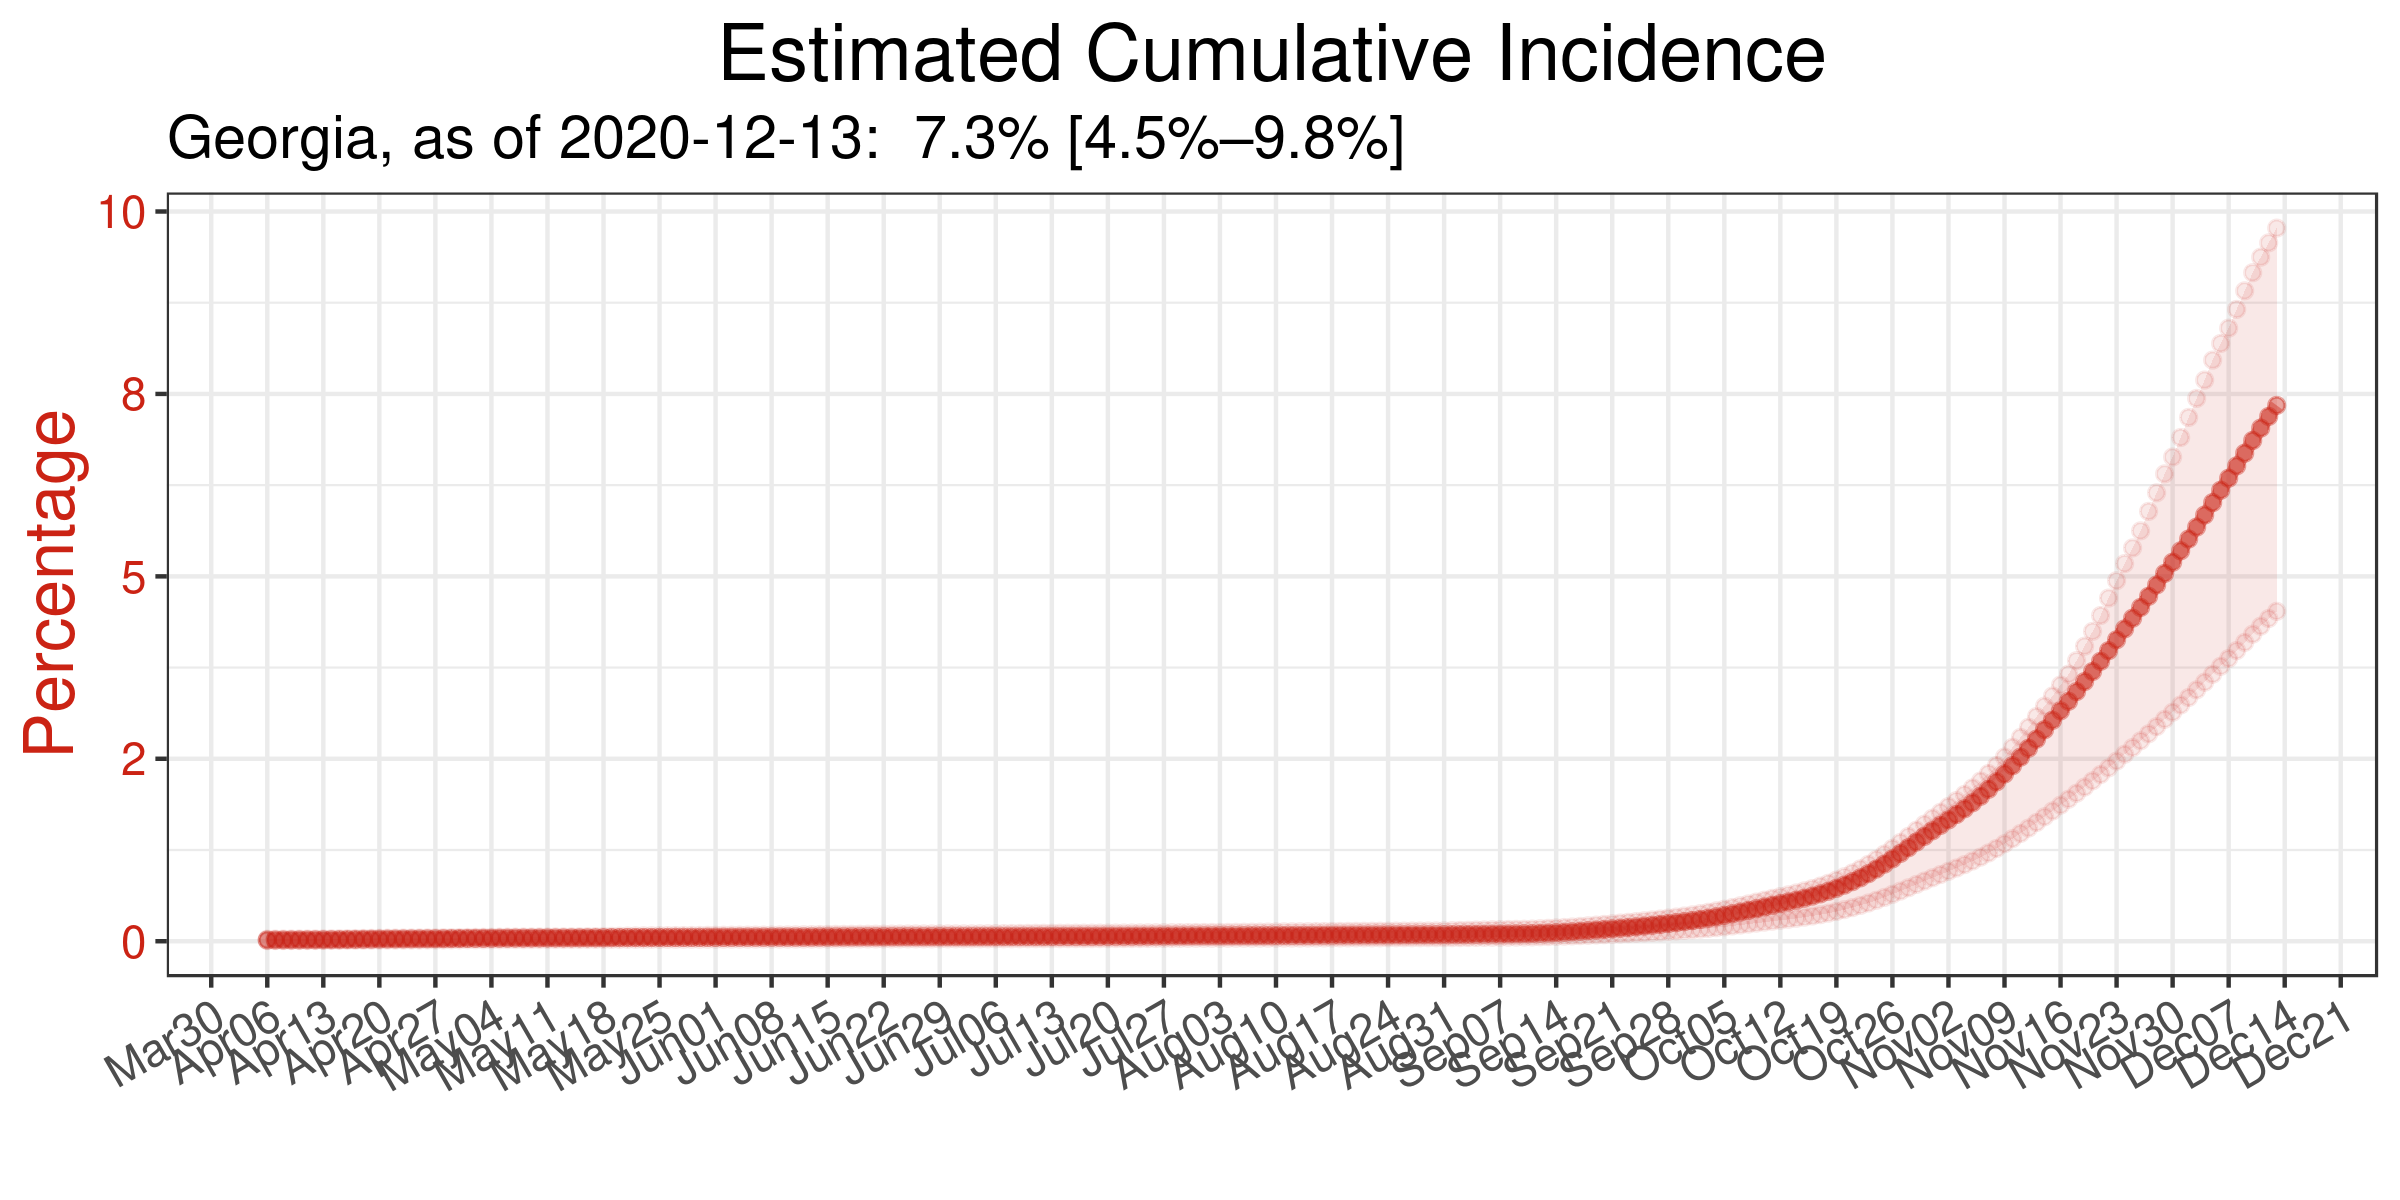 Estimated Cumulative Incidence
Georgia, as of 2020-12-13:  7.3% [4.5%–9.8%]
Percentage
10
8
5
2
0
Mar30
Apr06
Apr13
Apr20
Apr27
May04
May11
May18
May25
Jun01
Jun08
Jun15
Jun22
Jun29
Jul06
Jul13
Jul20
Jul27
Aug03
Aug10
Aug17
Aug24
Aug31
Sep07
Sep14
Sep21
Sep28
Oct05
Oct12
Oct19
Oct26
Nov02
Nov09
Nov16
Nov23
Nov30
Dec07
Dec14
Dec21